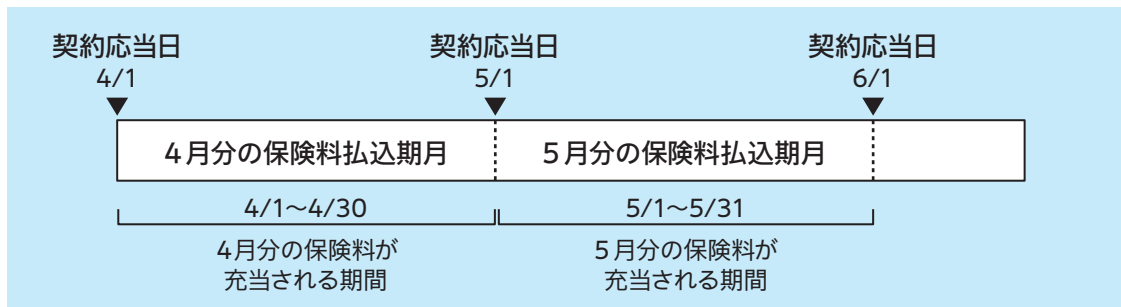 契約応当日 契約応当日 契約応当日
4/1 5/1 6/1
4月分の保険料払込期月 5月分の保険料払込期月
4/1〜4/30 5/1〜5/31
4月分の保険料が 5月分の保険料が
充当される期間 充当される期間